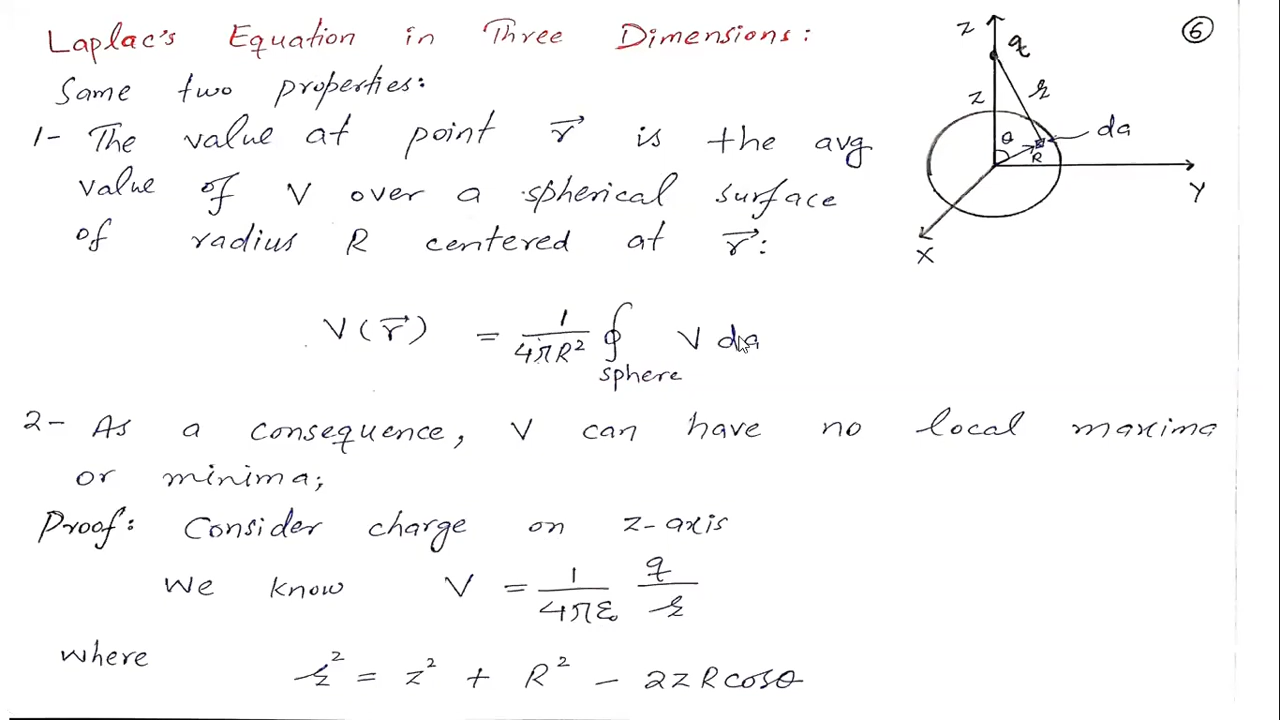 Laplac's Equation in Three Dimensions:
Same two properties:
1- The value at point r⃗ is the avg
value of V over a spherical surface
of radius R centered at r⃗:
V(r⃗) = 1/4πR² ∮ V da
sphere
2- As a consequence, V can have no local maxima
or minima;
Proof: Consider charge on z-axis
We know V = 1/4πε₀ q/𝓇
where
𝓇² = z² + R² - 2zRcosθ
6
z
q
z
𝓇
da
θ
R
Y
X